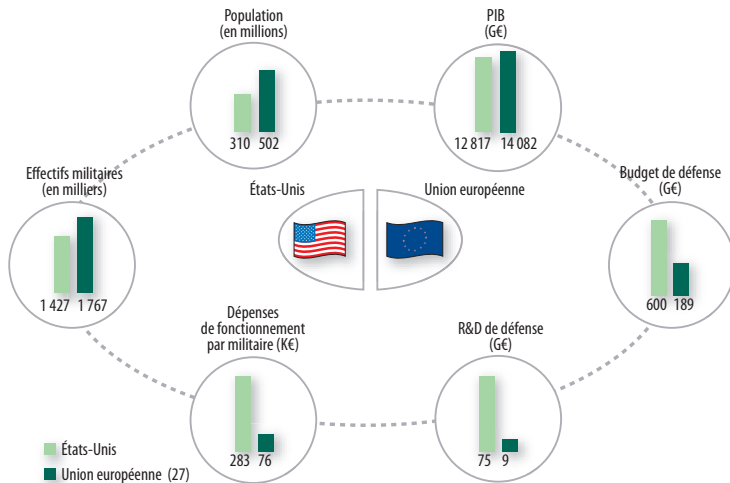 Population
(en millions)
310 502
PIB
(G€)
12 817 14 082
Effectifs militaires
(en milliers)
1 427 1 767
États-Unis
Union européenne
Budget de défense
(G€)
600 189
Dépenses
de fonctionnement
par militaire (K€)
283 76
R&D de défense
(G€)
75 9
États-Unis
Union européenne (27)